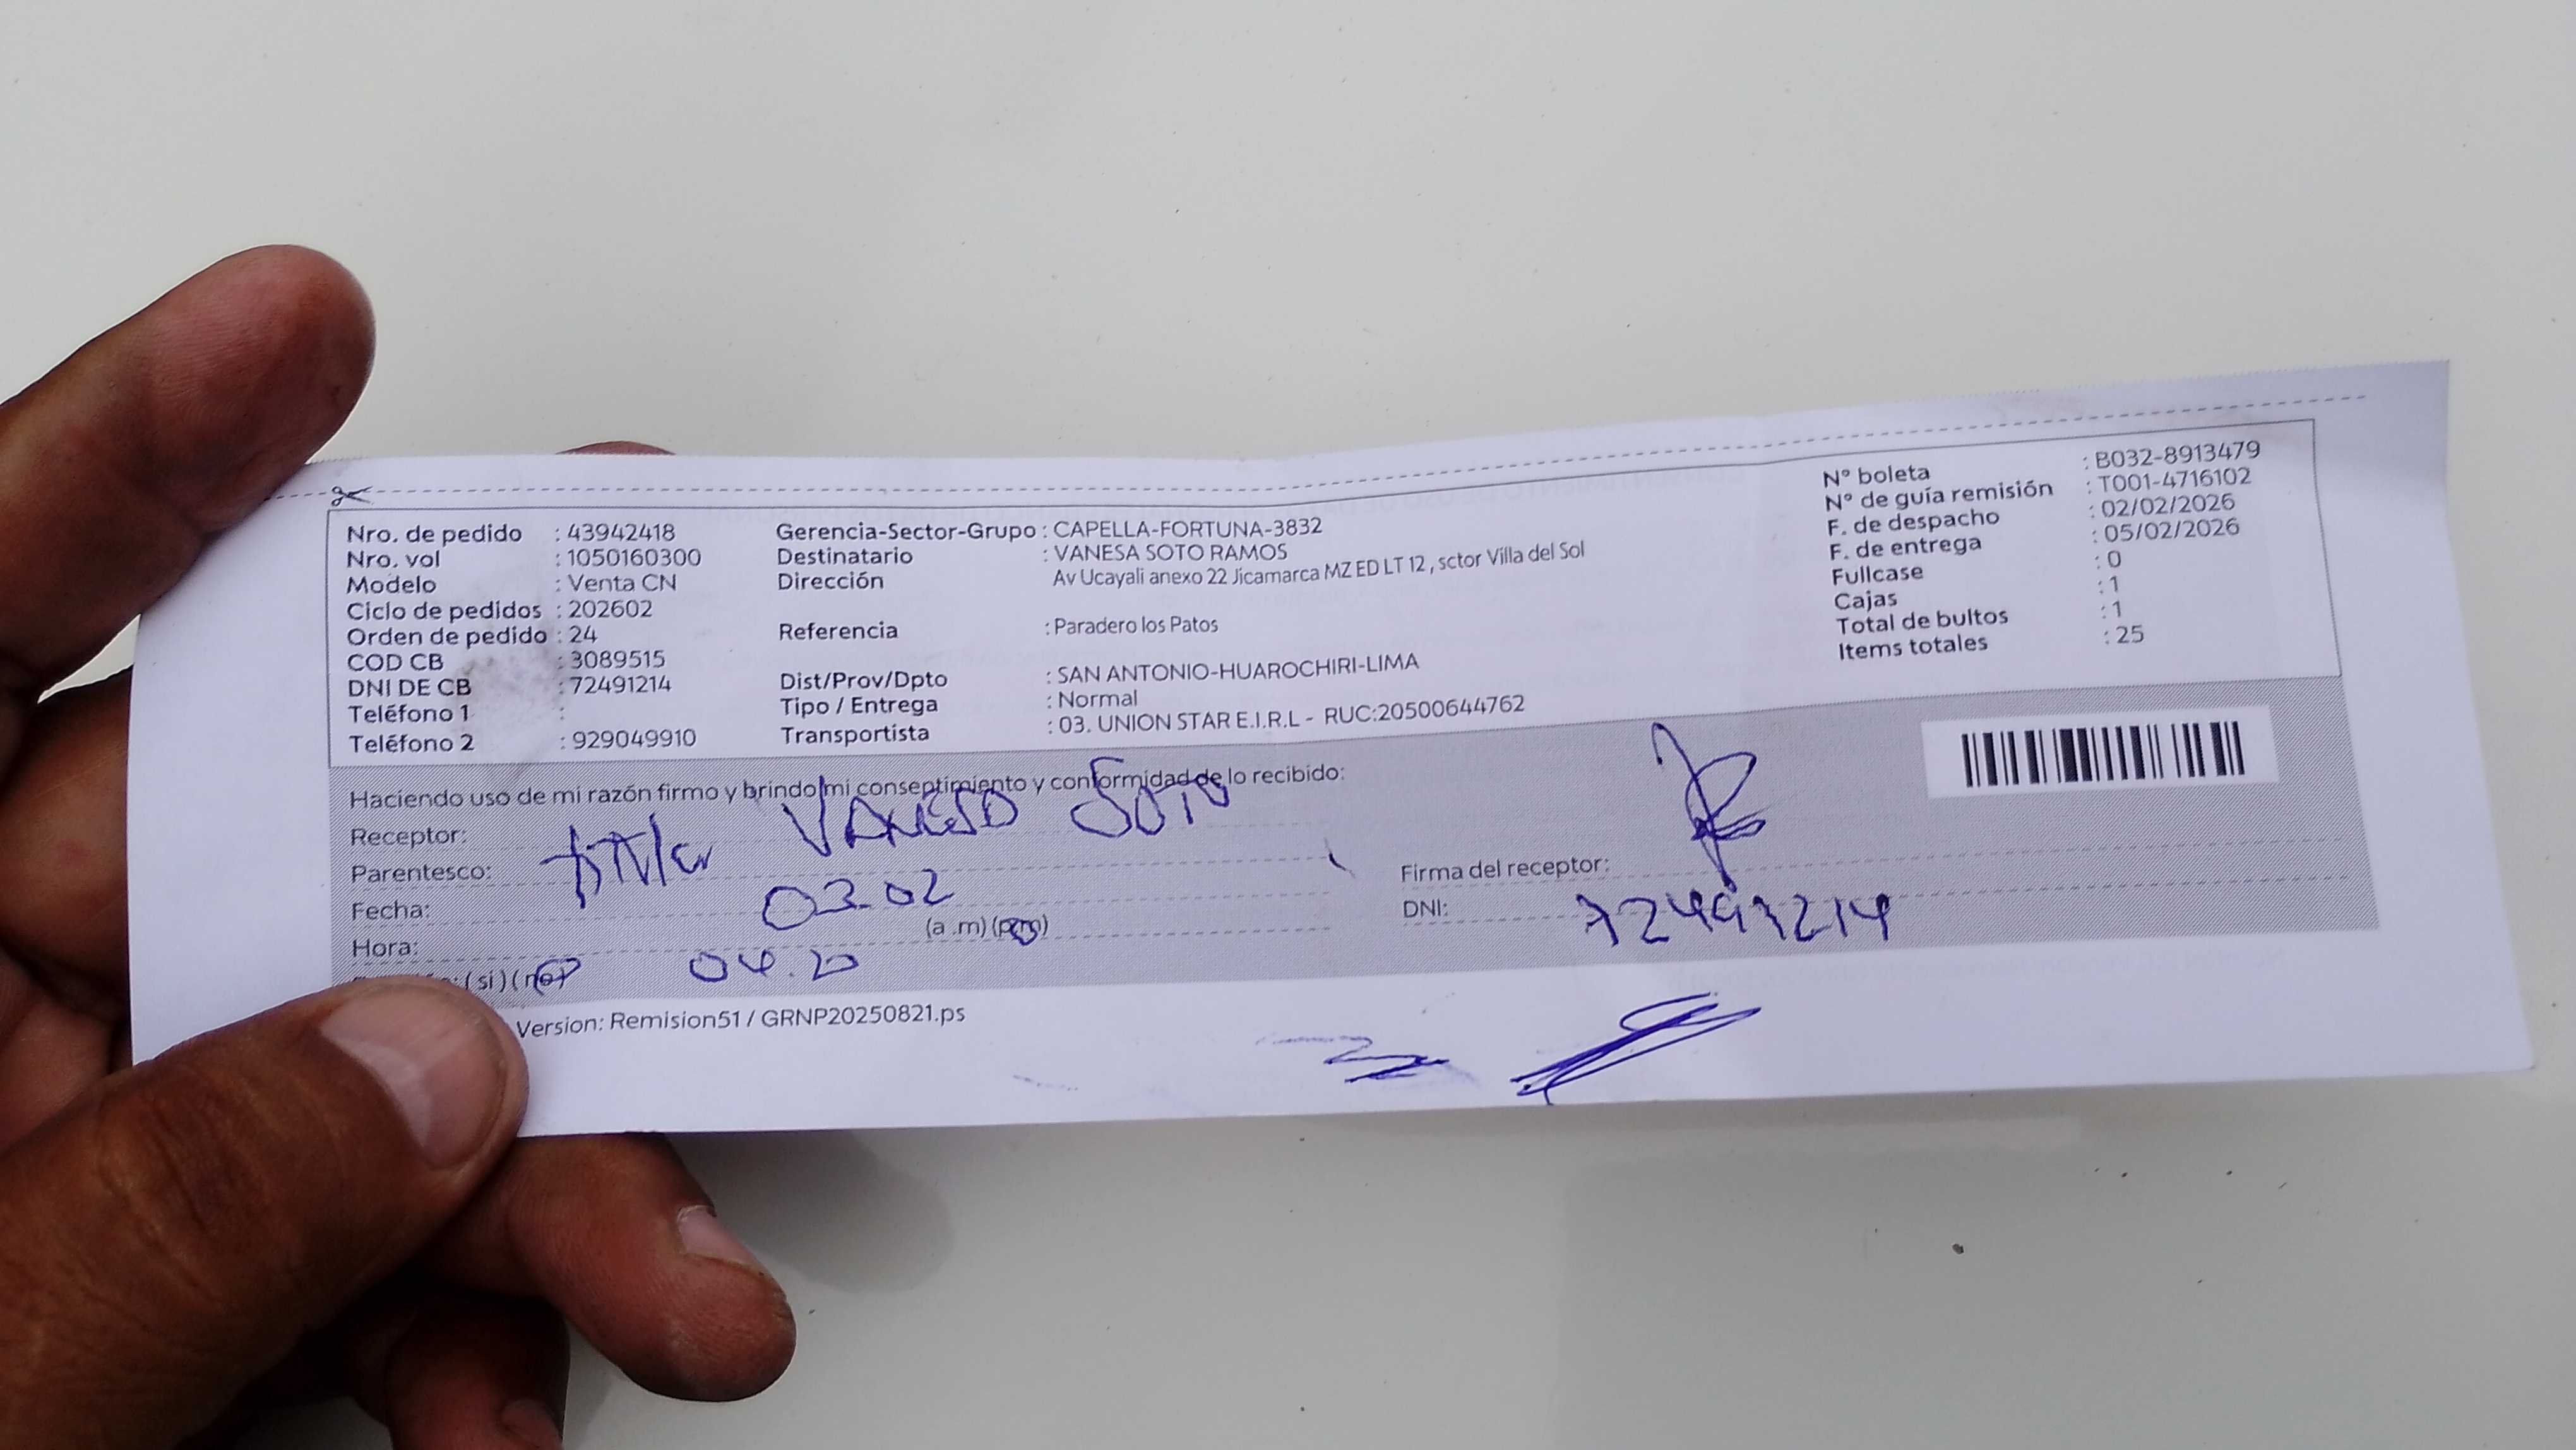 Nro. de pedido : 43942418
Nro. vol : 1050160300
Modelo : Venta CN
Ciclo de pedidos : 202602
Orden de pedido : 24
COD CB : 3089515
DNI DE CB : 72491214
Teléfono 1 :
Teléfono 2 : 929049910
Gerencia-Sector-Grupo : CAPELLA-FORTUNA-3832
Destinatario : VANESA SOTO RAMOS
Dirección Av Ucayali anexo 22 Jicamarca MZ ED LT 12 , sctor Villa del Sol
Referencia : Paradero los Patos
Dist/Prov/Dpto : SAN ANTONIO-HUAROCHIRI-LIMA
Tipo / Entrega : Normal
Transportista : 03. UNION STAR E.I.R.L - RUC:20500644762
N° boleta : B032-8913479
N° de guía remisión : T001-4716102
F. de despacho : 02/02/2026
F. de entrega : 05/02/2026
Fullcase : 0
Cajas : 1
Total de bultos : 1
Items totales : 25
Haciendo uso de mi razón firmo y brindo mi consentimiento y conformidad de lo recibido:
Receptor: Soto
Parentesco:
Fecha: 03.02
Hora: 04.20 (a .m) (pm)
: ( si ) ( no )
Firma del receptor:
DNI: 72491214
Version: Remision51 / GRNP20250821.ps